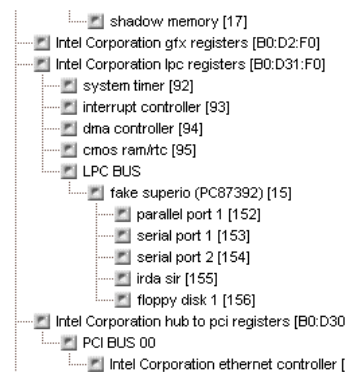 shadow memory [17]
Intel Corporation gfx registers [B0:D2:F0]
Intel Corporation lpc registers [B0:D31:F0]
system timer [92]
interrupt controller [93]
dma controller [94]
cmos ram/rtc [95]
LPC BUS
fake superio (PC87392) [15]
parallel port 1 [152]
serial port 1 [153]
serial port 2 [154]
irda sir [155]
floppy disk 1 [156]
Intel Corporation hub to pci registers [B0:D30
PCI BUS 00
Intel Corporation ethernet controller [